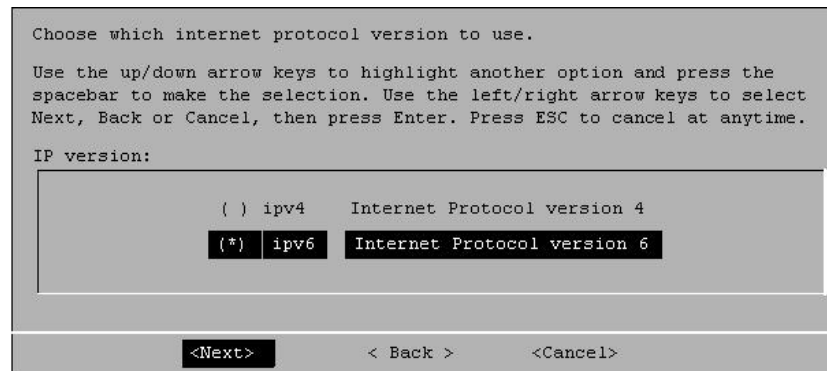 Choose which internet protocol version to use.
Use the up/down arrow keys to highlight another option and press the
spacebar to make the selection. Use the left/right arrow keys to select
Next, Back or Cancel, then press Enter. Press ESC to cancel at anytime.
IP version:
( ) ipv4 Internet Protocol version 4
(*) ipv6 Internet Protocol version 6
<Next> < Back > <Cancel>